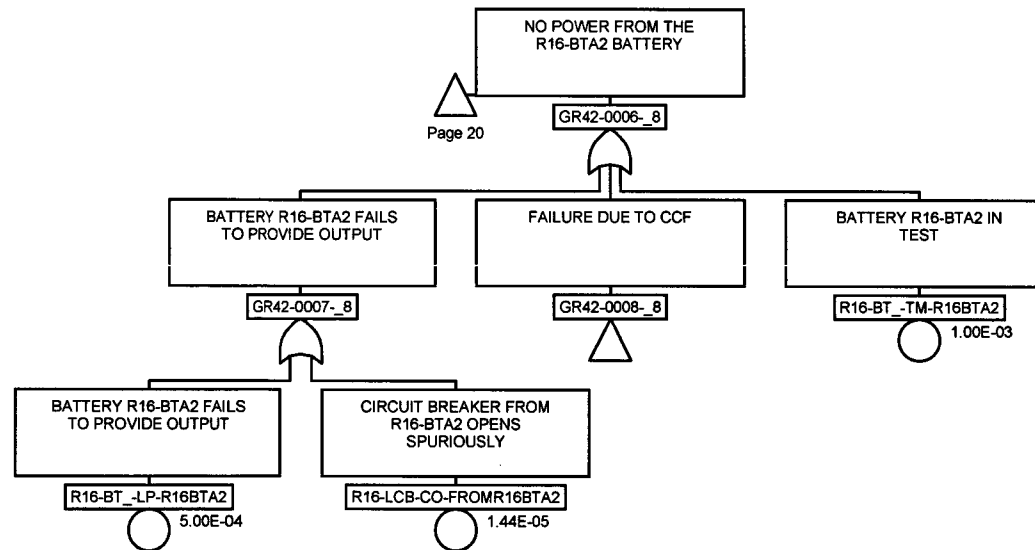 NO POWER FROM THE
R16-BTA2 BATTERY
Page 20
GR42-0006-_8
BATTERY R16-BTA2 FAILS
TO PROVIDE OUTPUT
FAILURE DUE TO CCF
BATTERY R16-BTA2 IN
TEST
GR42-0007-_8
GR42-0008-_8
R16-BT_-TM-R16BTA2
1.00E-03
BATTERY R16-BTA2 FAILS
TO PROVIDE OUTPUT
CIRCUIT BREAKER FROM
R16-BTA2 OPENS
SPURIOUSLY
R16-BT_-LP-R16BTA2
5.00E-04
R16-LCB-CO-FROMR16BTA2
1.44E-05